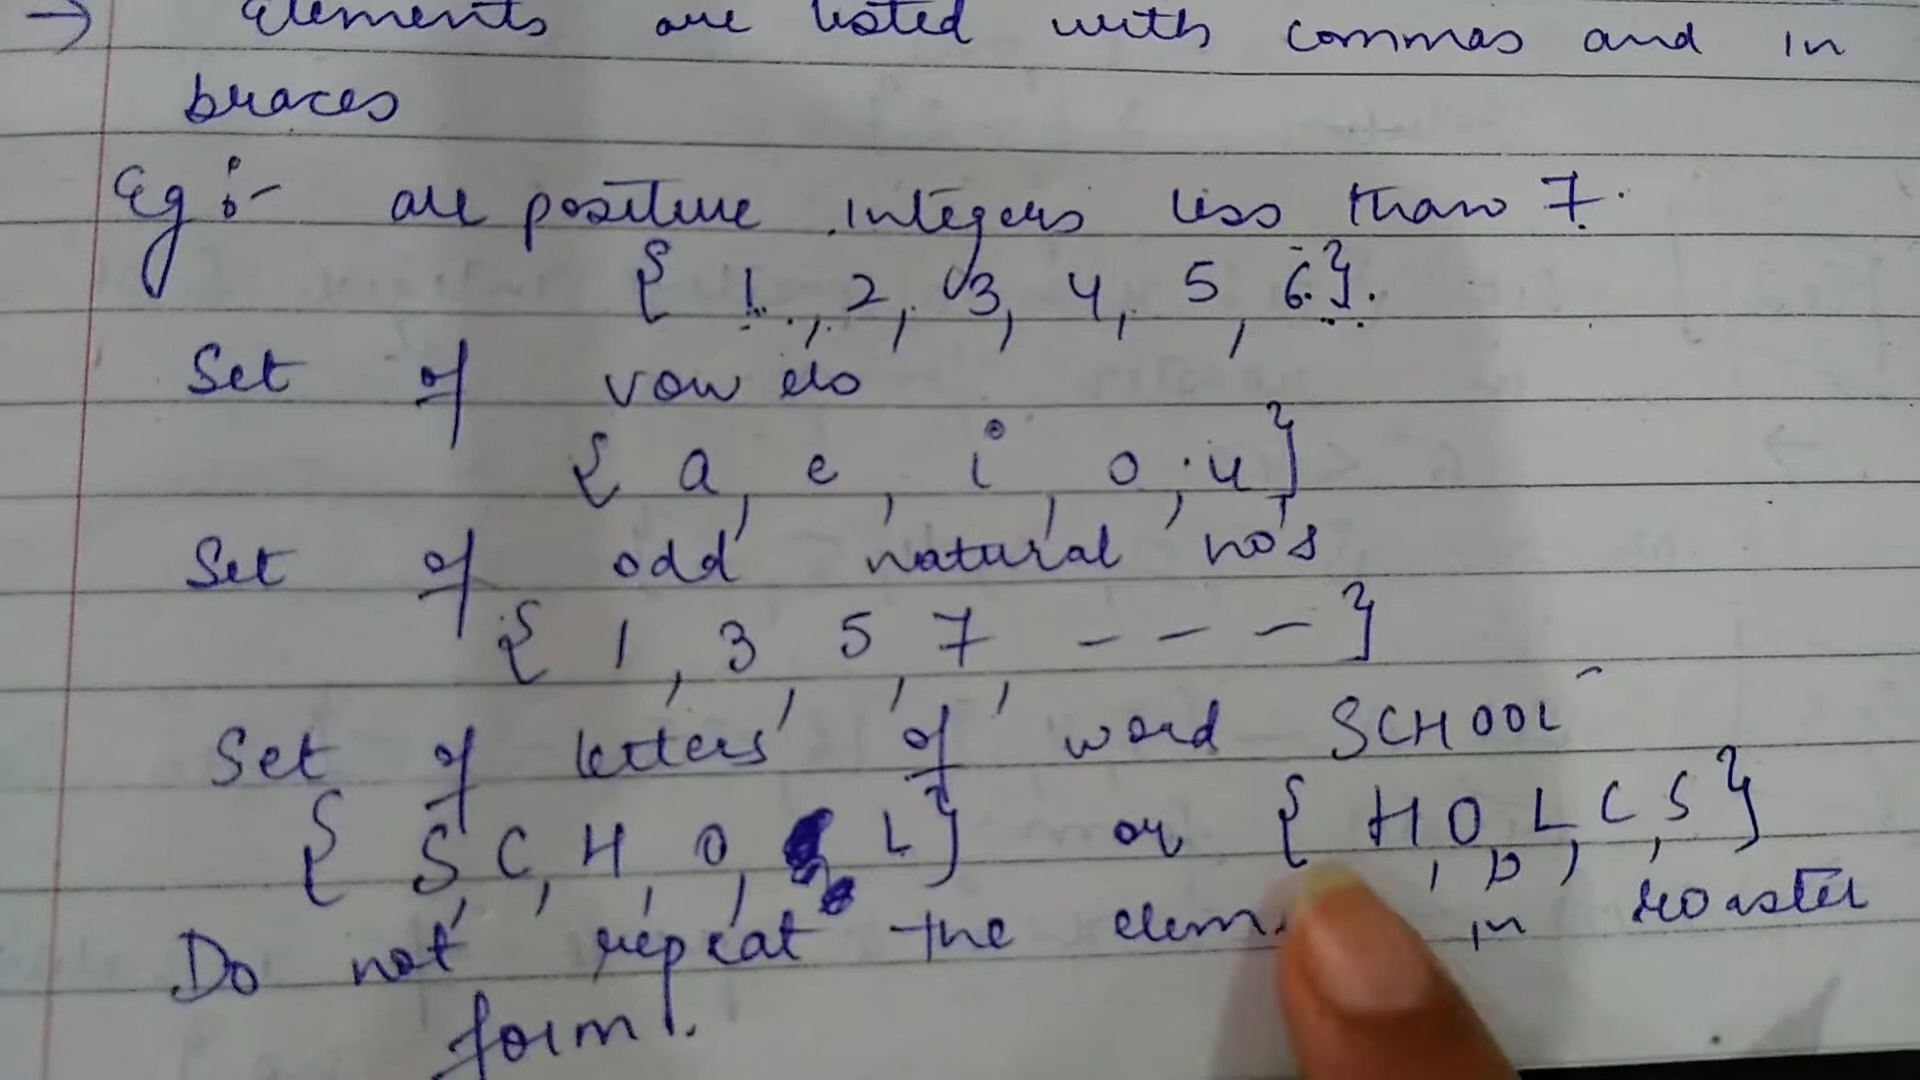 → Elements are listed with commas and in
braces
Eg :- all positive integers less than 7.
{ 1, 2, 3, 4, 5, 6}.
Set of vowels
{ a, e, i, o, u}
Set of odd natural no's
{ 1, 3, 5, 7, - - - }
Set of letters of word SCHOOL
{ S, C, H, O, L} or { H, O, L, C, S}
Do not repeat the elem in roaster
form.